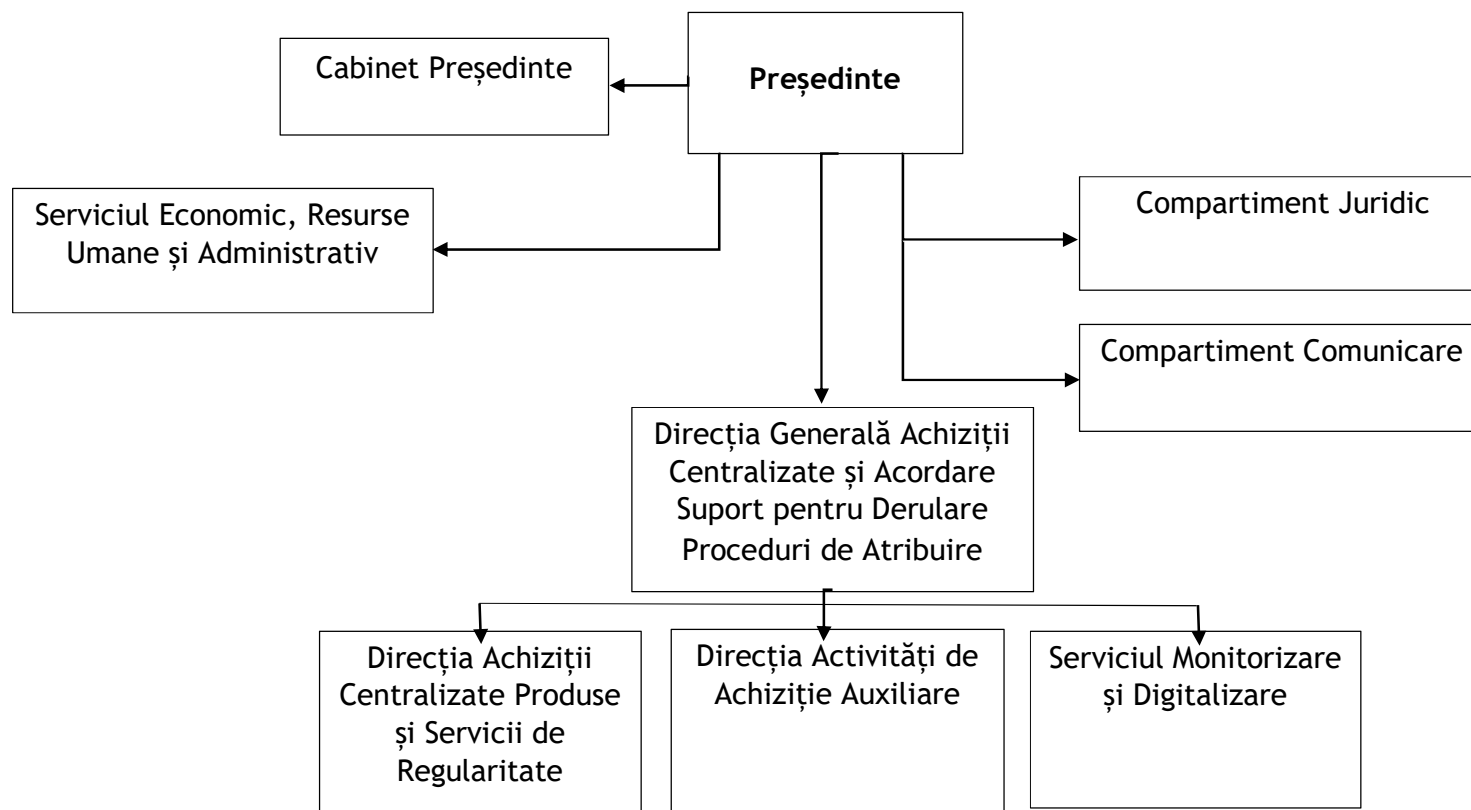 Cabinet Președinte
Președinte
Serviciul Economic, Resurse
Umane și Administrativ
Compartiment Juridic
Compartiment Comunicare
Direcția Generală Achiziții
Centralizate și Acordare
Suport pentru Derulare
Proceduri de Atribuire
Direcția Achiziții
Centralizate Produse
și Servicii de
Regularitate
Direcția Activități de
Achiziție Auxiliare
Serviciul Monitorizare
și Digitalizare